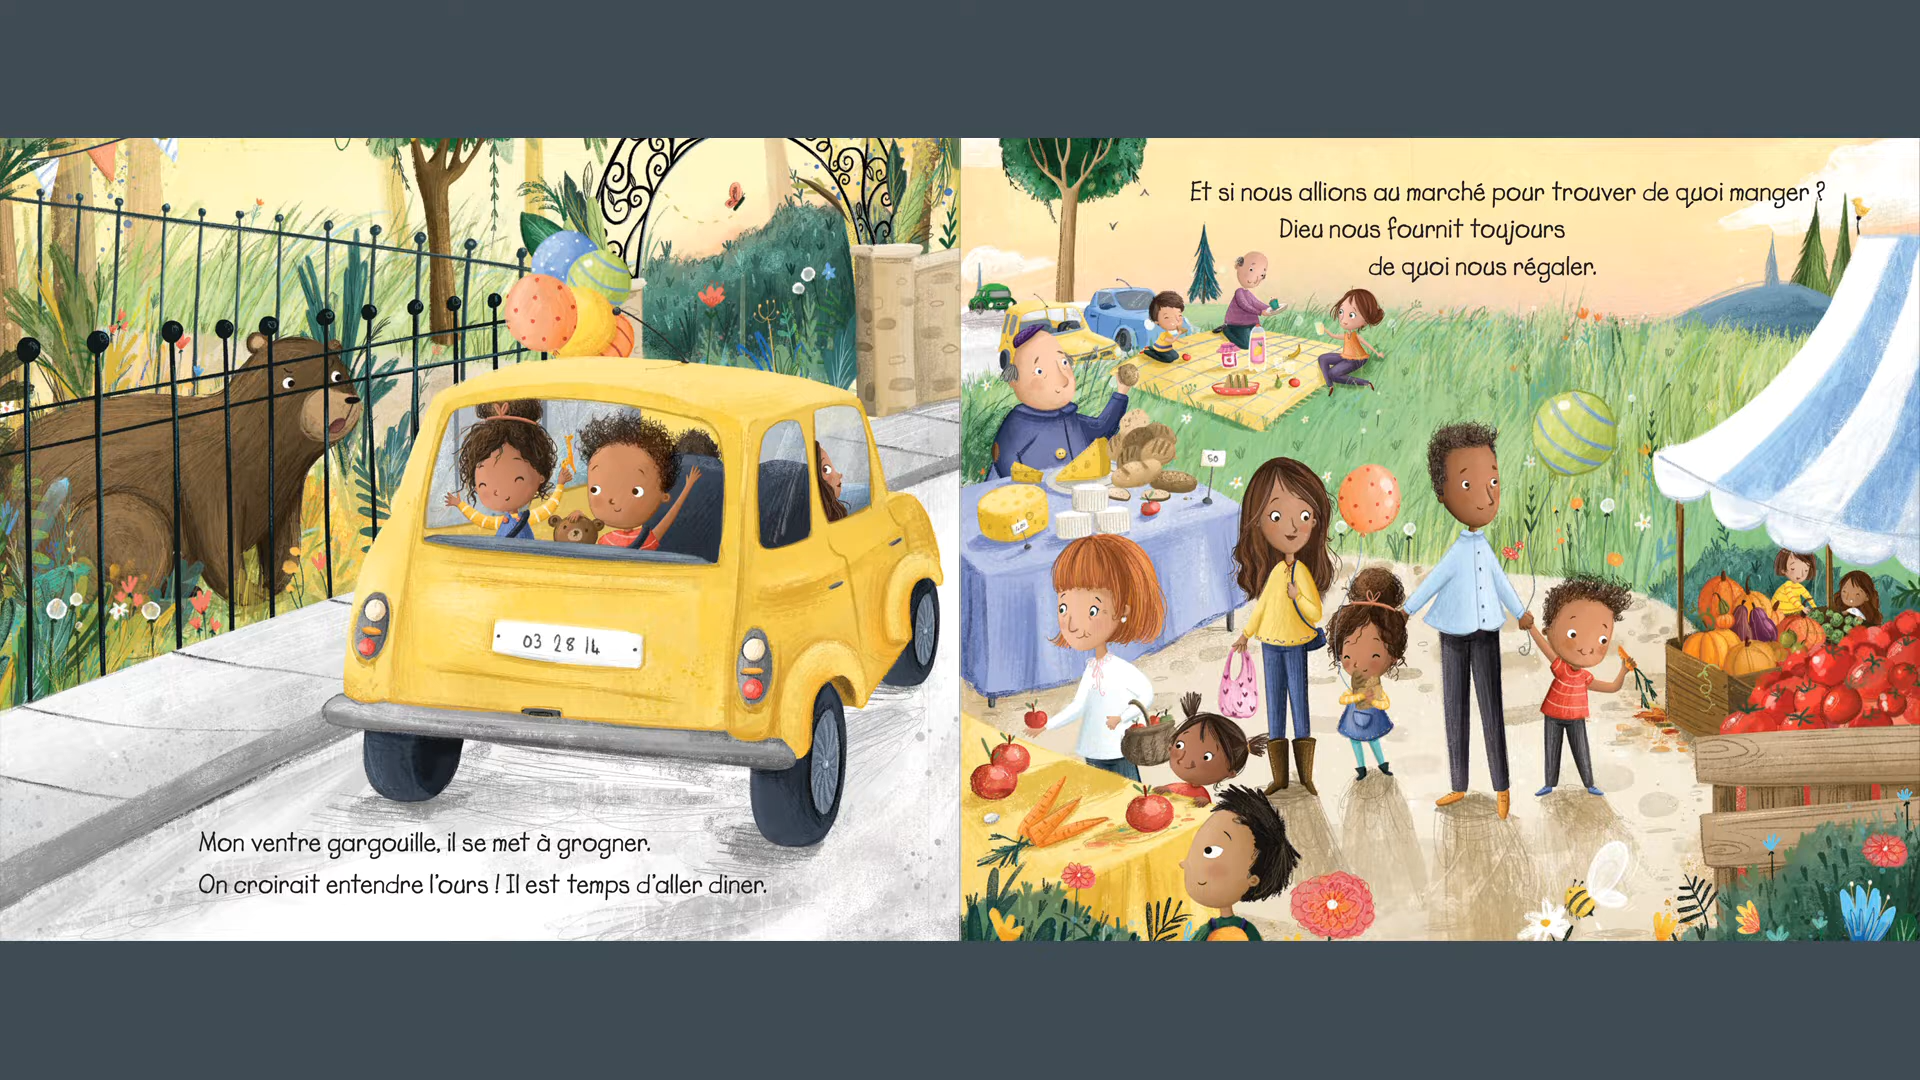 Mon ventre gargouille, il se met à grogner.
On croirait entendre l'ours ! Il est temps d'aller diner.
03 28 14
Et si nous allions au marché pour trouver de quoi manger ?
Dieu nous fournit toujours
de quoi nous régaler.
50